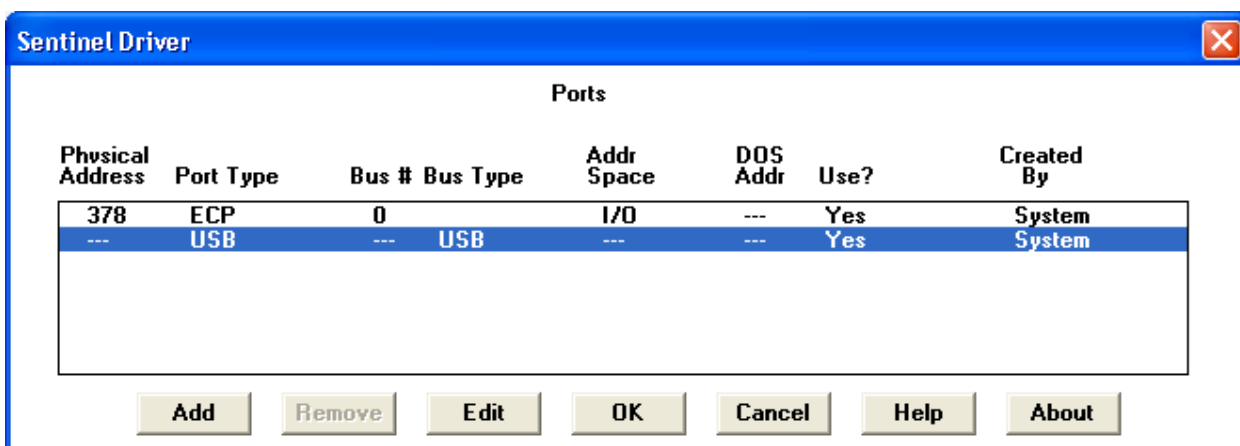 Sentinel Driver
Ports
Physical Address Port Type Bus # Bus Type Addr Space DOS Addr Use? Created By
378 ECP 0 I/O --- Yes System
--- USB --- USB --- --- Yes System
Add Remove Edit OK Cancel Help About